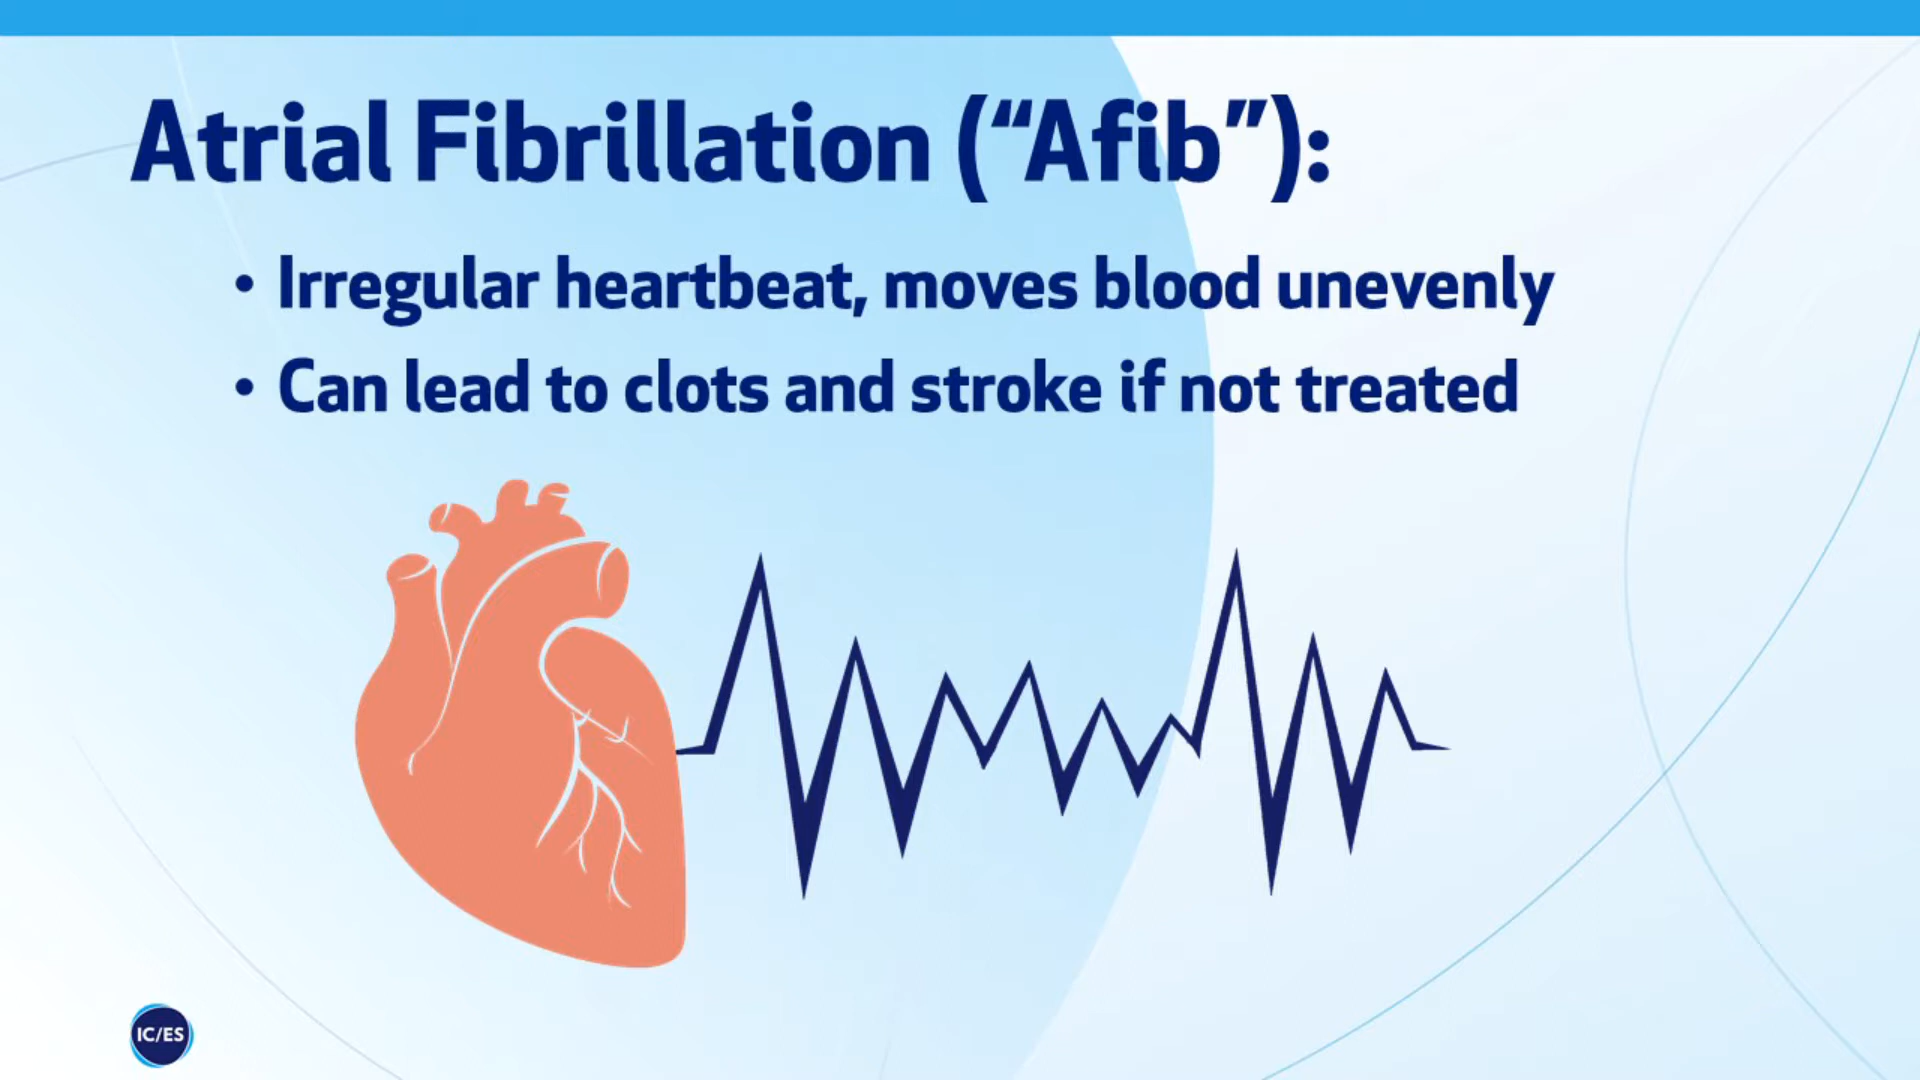 Atrial Fibrillation (“Afib”):
• Irregular heartbeat, moves blood unevenly
• Can lead to clots and stroke if not treated
IC/ES